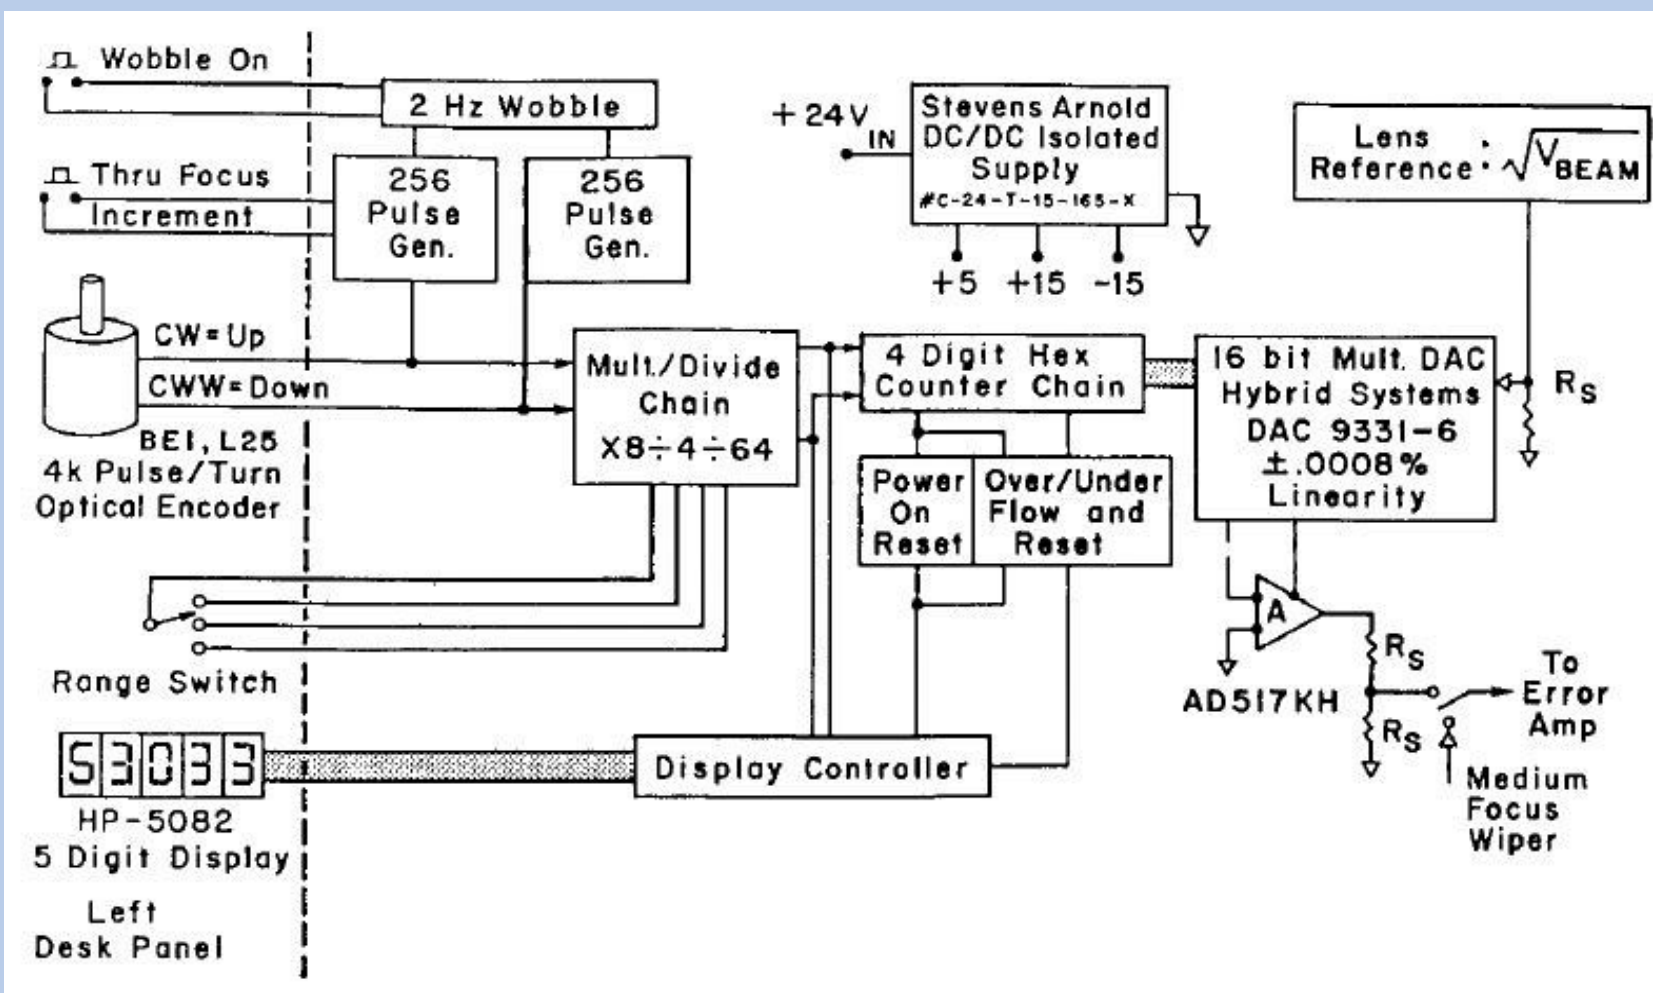 Wobble On
2 Hz Wobble
Thru Focus
Increment
256
Pulse
Gen.
256
Pulse
Gen.
+24V
IN
Stevens Arnold
DC/DC Isolated
Supply
#C-24-T-15-165-X
+5 +15 -15
Lens
Reference : √VBEAM
CW=Up
CWW=Down
BEI, L25
4k Pulse/Turn
Optical Encoder
Mult./Divide
Chain
X8÷4÷64
4 Digit Hex
Counter Chain
Power
On
Reset
Over/Under
Flow and
Reset
16 bit Mult. DAC
Hybrid Systems
DAC 9331-6
±.0008%
Linearity
RS
Range Switch
A
AD517KH
RS
RS
To
Error
Amp
Medium
Focus
Wiper
53033
HP-5082
5 Digit Display
Display Controller
Left
Desk Panel